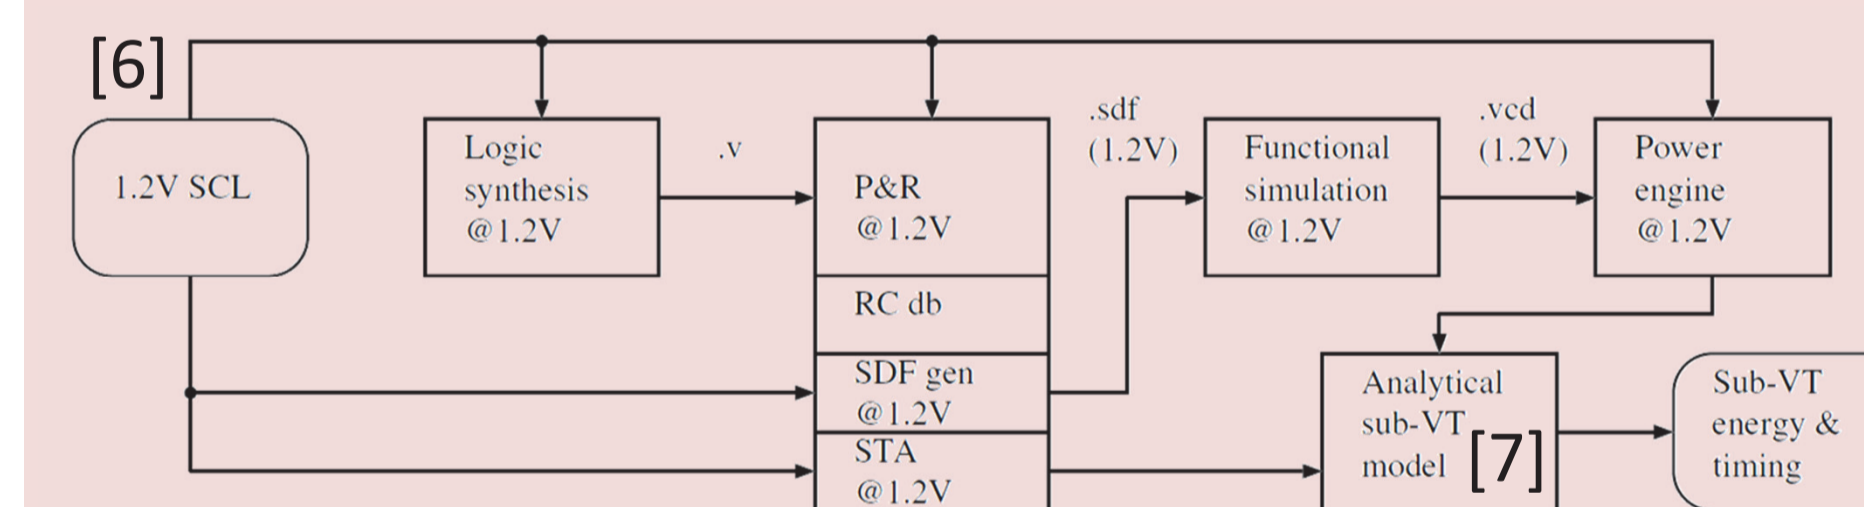 [6]
1.2V SCL
Logic
synthesis
@1.2V
.v
P&R
@1.2V
RC db
SDF gen
@1.2V
STA
@1.2V
.sdf
(1.2V)
Functional
simulation
@1.2V
.vcd
(1.2V)
Power
engine
@1.2V
Analytical
sub-VT
model
[7]
Sub-VT
energy &
timing